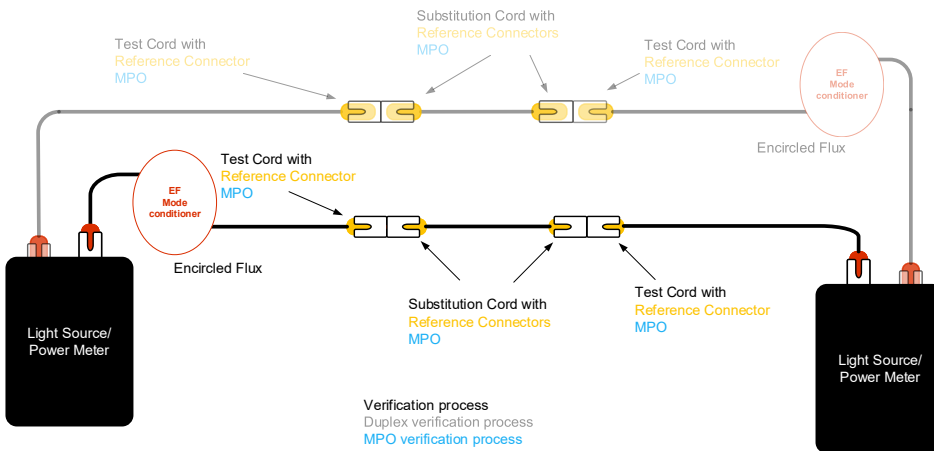 Substitution Cord with
Reference Connectors
MPO
Test Cord with
Reference Connector
MPO
Test Cord with
Reference Connector
MPO
EF
Mode
conditioner
Encircled Flux
Test Cord with
Reference Connector
MPO
EF
Mode
conditioner
Encircled Flux
Substitution Cord with
Reference Connectors
MPO
Test Cord with
Reference Connector
MPO
Light Source/
Power Meter
Light Source/
Power Meter
Verification process
Duplex verification process
MPO verification process